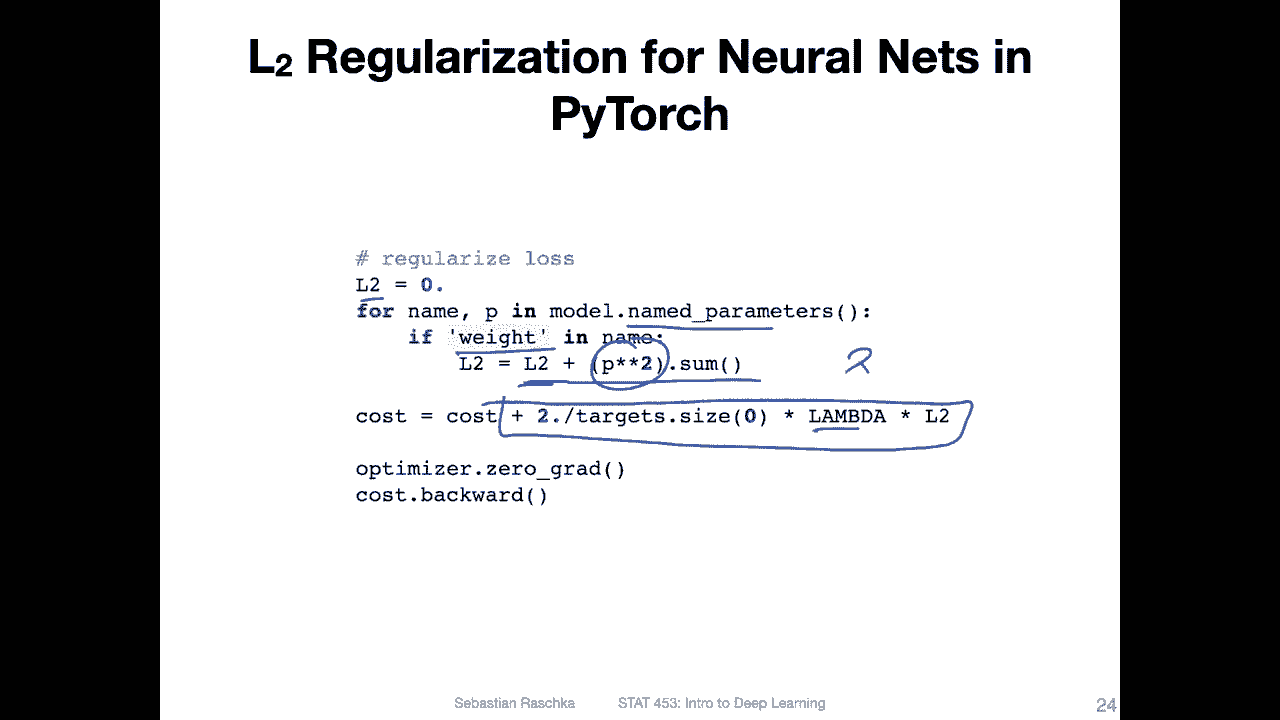 L₂ Regularization for Neural Nets in
PyTorch
# regularize loss
L2 = 0.
for name, p in model.named_parameters():
if 'weight' in name:
L2 = L2 + (p**2).sum()
2
cost = cost + 2./targets.size(0) * LAMBDA * L2
optimizer.zero_grad()
cost.backward()
Sebastian Raschka STAT 453: Intro to Deep Learning 24